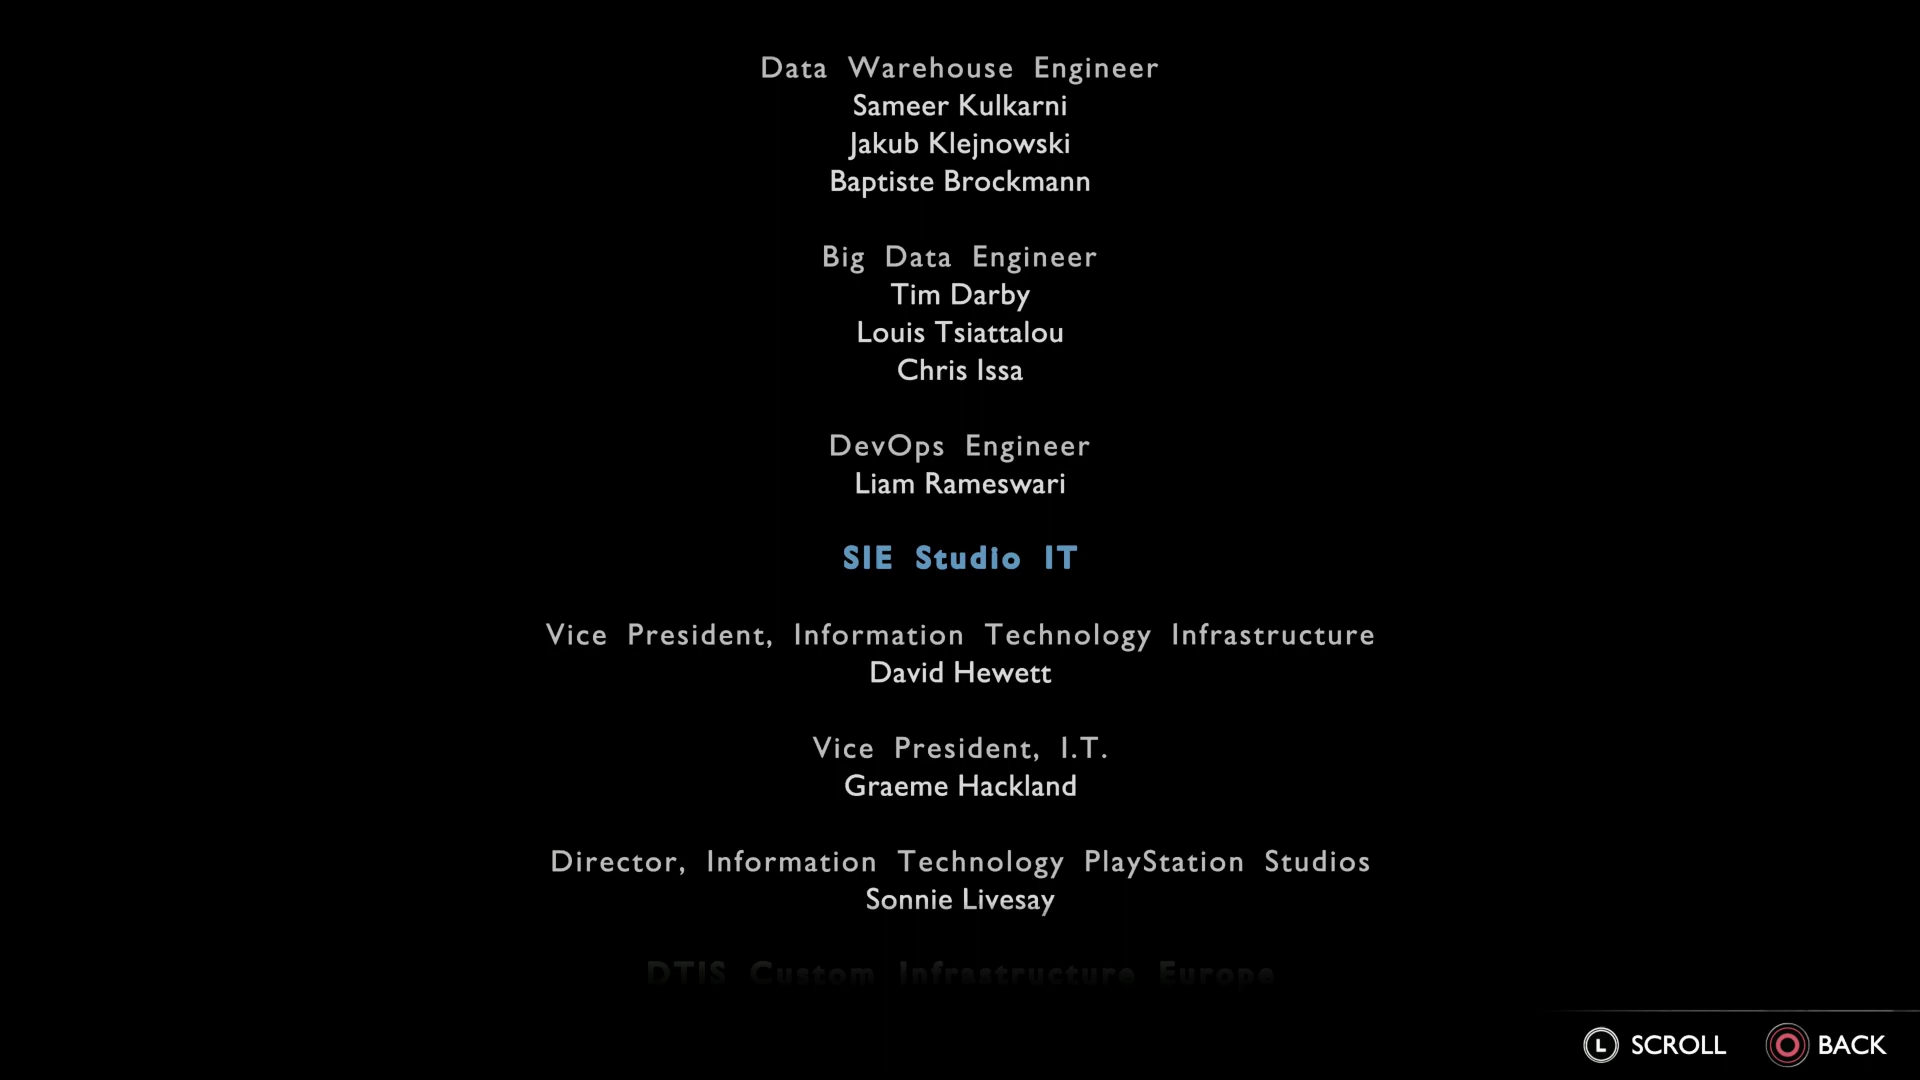 Data Warehouse Engineer
Sameer Kulkarni
Jakub Klejnowski
Baptiste Brockmann
Big Data Engineer
Tim Darby
Louis Tsiattalou
Chris Issa
DevOps Engineer
Liam Rameswari
SIE Studio IT
Vice President, Information Technology Infrastructure
David Hewett
Vice President, I.T.
Graeme Hackland
Director, Information Technology PlayStation Studios
Sonnie Livesay
DTIS Custom Infrastructure Europe
L SCROLL BACK